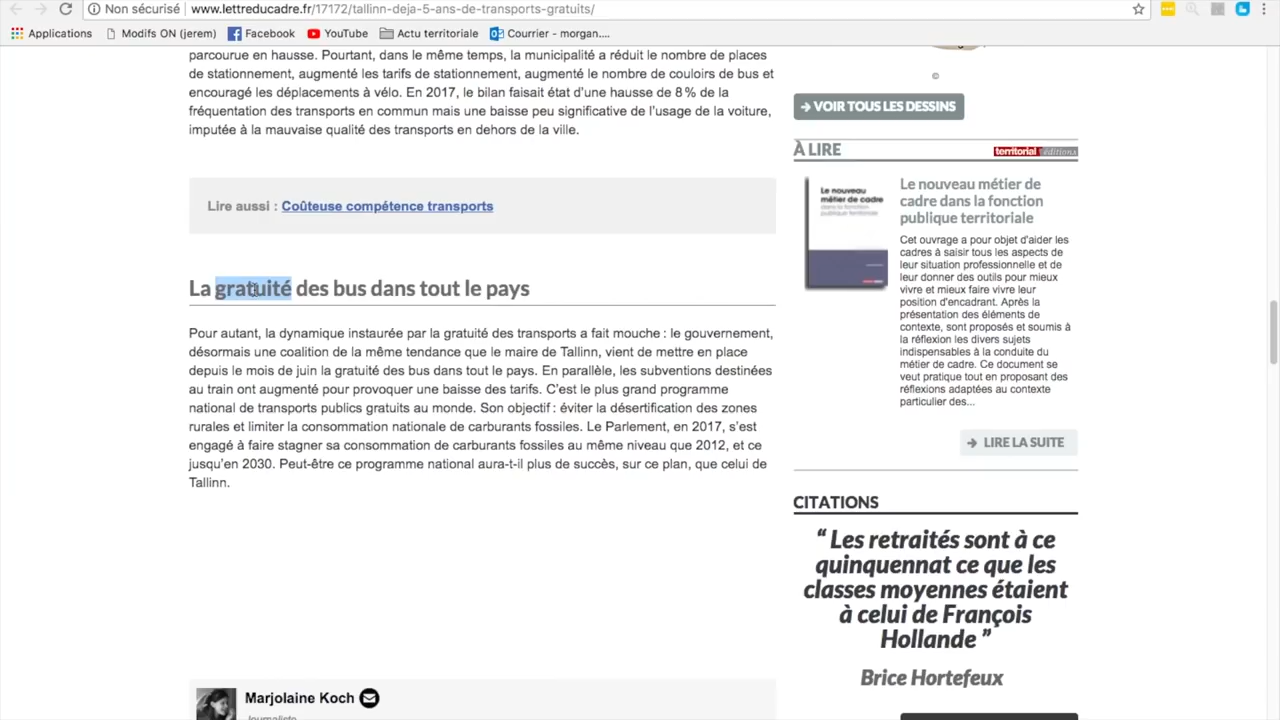 Non sécurisé | www.lettreducadre.fr/17172/tallinn-deja-5-ans-de-transports-gratuits/
Applications Modifs ON (jerem) Facebook YouTube Actu territoriale Courrier - morgan....
parcourue en hausse. Pourtant, dans le même temps, la municipalité a réduit le nombre de places
de stationnement, augmenté les tarifs de stationnement, augmenté le nombre de couloirs de bus et
encouragé les déplacements à vélo. En 2017, le bilan faisait état d'une hausse de 8 % de la
fréquentation des transports en commun mais une baisse peu significative de l'usage de la voiture,
imputée à la mauvaise qualité des transports en dehors de la ville.
Lire aussi : Coûteuse compétence transports
La gratuité des bus dans tout le pays
Pour autant, la dynamique instaurée par la gratuité des transports a fait mouche : le gouvernement,
désormais une coalition de la même tendance que le maire de Tallinn, vient de mettre en place
depuis le mois de juin la gratuité des bus dans tout le pays. En parallèle, les subventions destinées
au train ont augmenté pour provoquer une baisse des tarifs. C'est le plus grand programme
national de transports publics gratuits au monde. Son objectif : éviter la désertification des zones
rurales et limiter la consommation nationale de carburants fossiles. Le Parlement, en 2017, s'est
engagé à faire stagner sa consommation de carburants fossiles au même niveau que 2012, et ce
jusqu'en 2030. Peut-être ce programme national aura-t-il plus de succès, sur ce plan, que celui de
Tallinn.
Marjolaine Koch
Journaliste
©
VOIR TOUS LES DESSINS
À LIRE
territorial éditions
Le nouveau
métier de cadre
dans la fonction
publique territoriale
Le nouveau métier de
cadre dans la fonction
publique territoriale
Cet ouvrage a pour objet d'aider les
cadres à saisir tous les aspects de
leur situation professionnelle et de
leur donner des outils pour mieux
vivre et mieux faire vivre leur
position d'encadrant. Après la
présentation des éléments de
contexte, sont proposés et soumis à
la réflexion les divers sujets
indispensables à la conduite du
métier de cadre. Ce document se
veut pratique tout en proposant des
réflexions adaptées au contexte
particulier des...
LIRE LA SUITE
CITATIONS
“ Les retraités sont à ce
quinquennat ce que les
classes moyennes étaient
à celui de François
Hollande ”
Brice Hortefeux